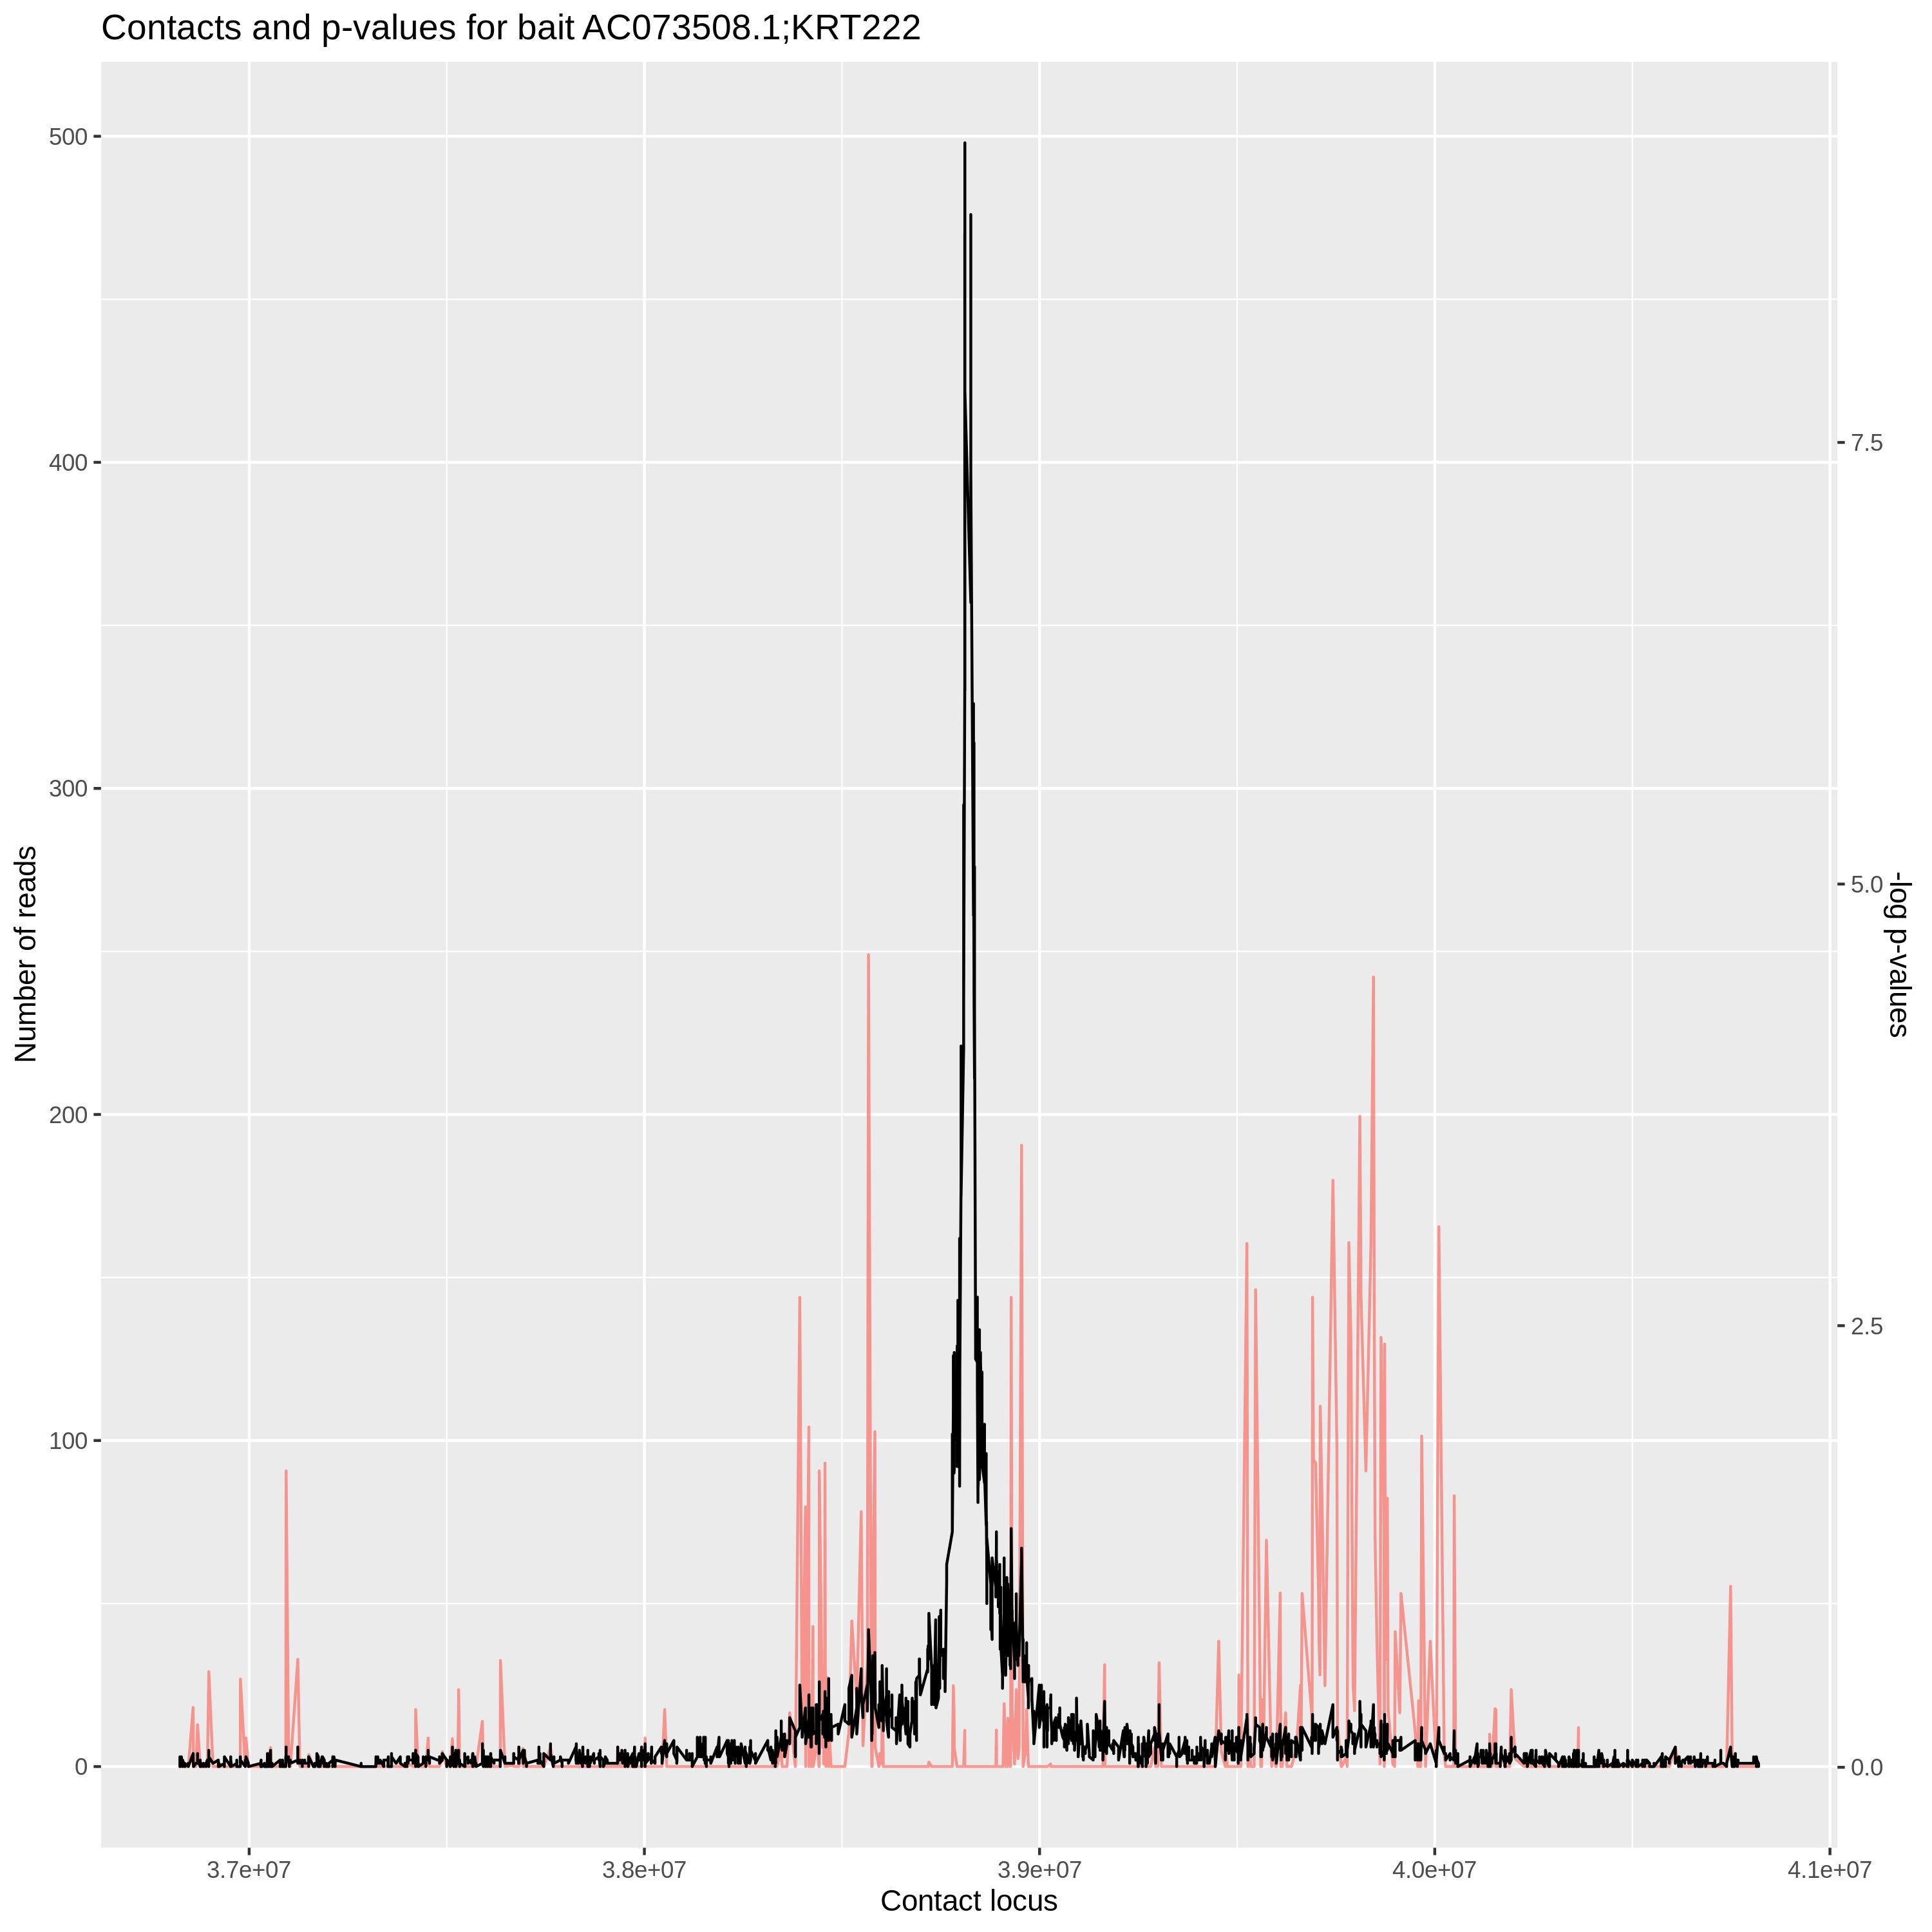 Contacts and p-values for bait AC073508.1;KRT222
500
400
300
200
100
0
Number of reads
7.5
5.0
2.5
0.0
-log p-values
3.7e+07
3.8e+07
3.9e+07
4.0e+07
4.1e+07
Contact locus